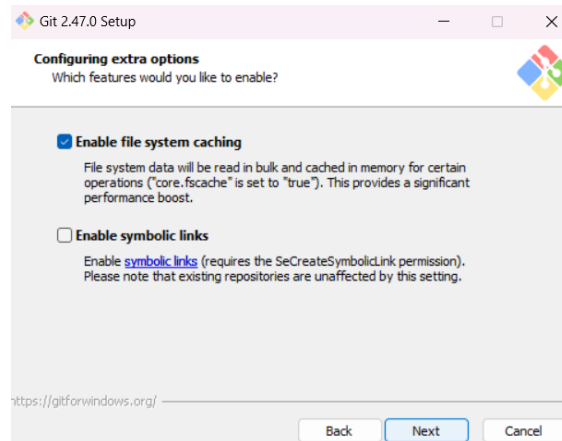 Git 2.47.0 Setup
Configuring extra options
Which features would you like to enable?
Enable file system caching
File system data will be read in bulk and cached in memory for certain
operations ("core.fscache" is set to "true"). This provides a significant
performance boost.
Enable symbolic links
Enable symbolic links (requires the SeCreateSymbolicLink permission).
Please note that existing repositories are unaffected by this setting.
https://gitforwindows.org/
Back Next Cancel